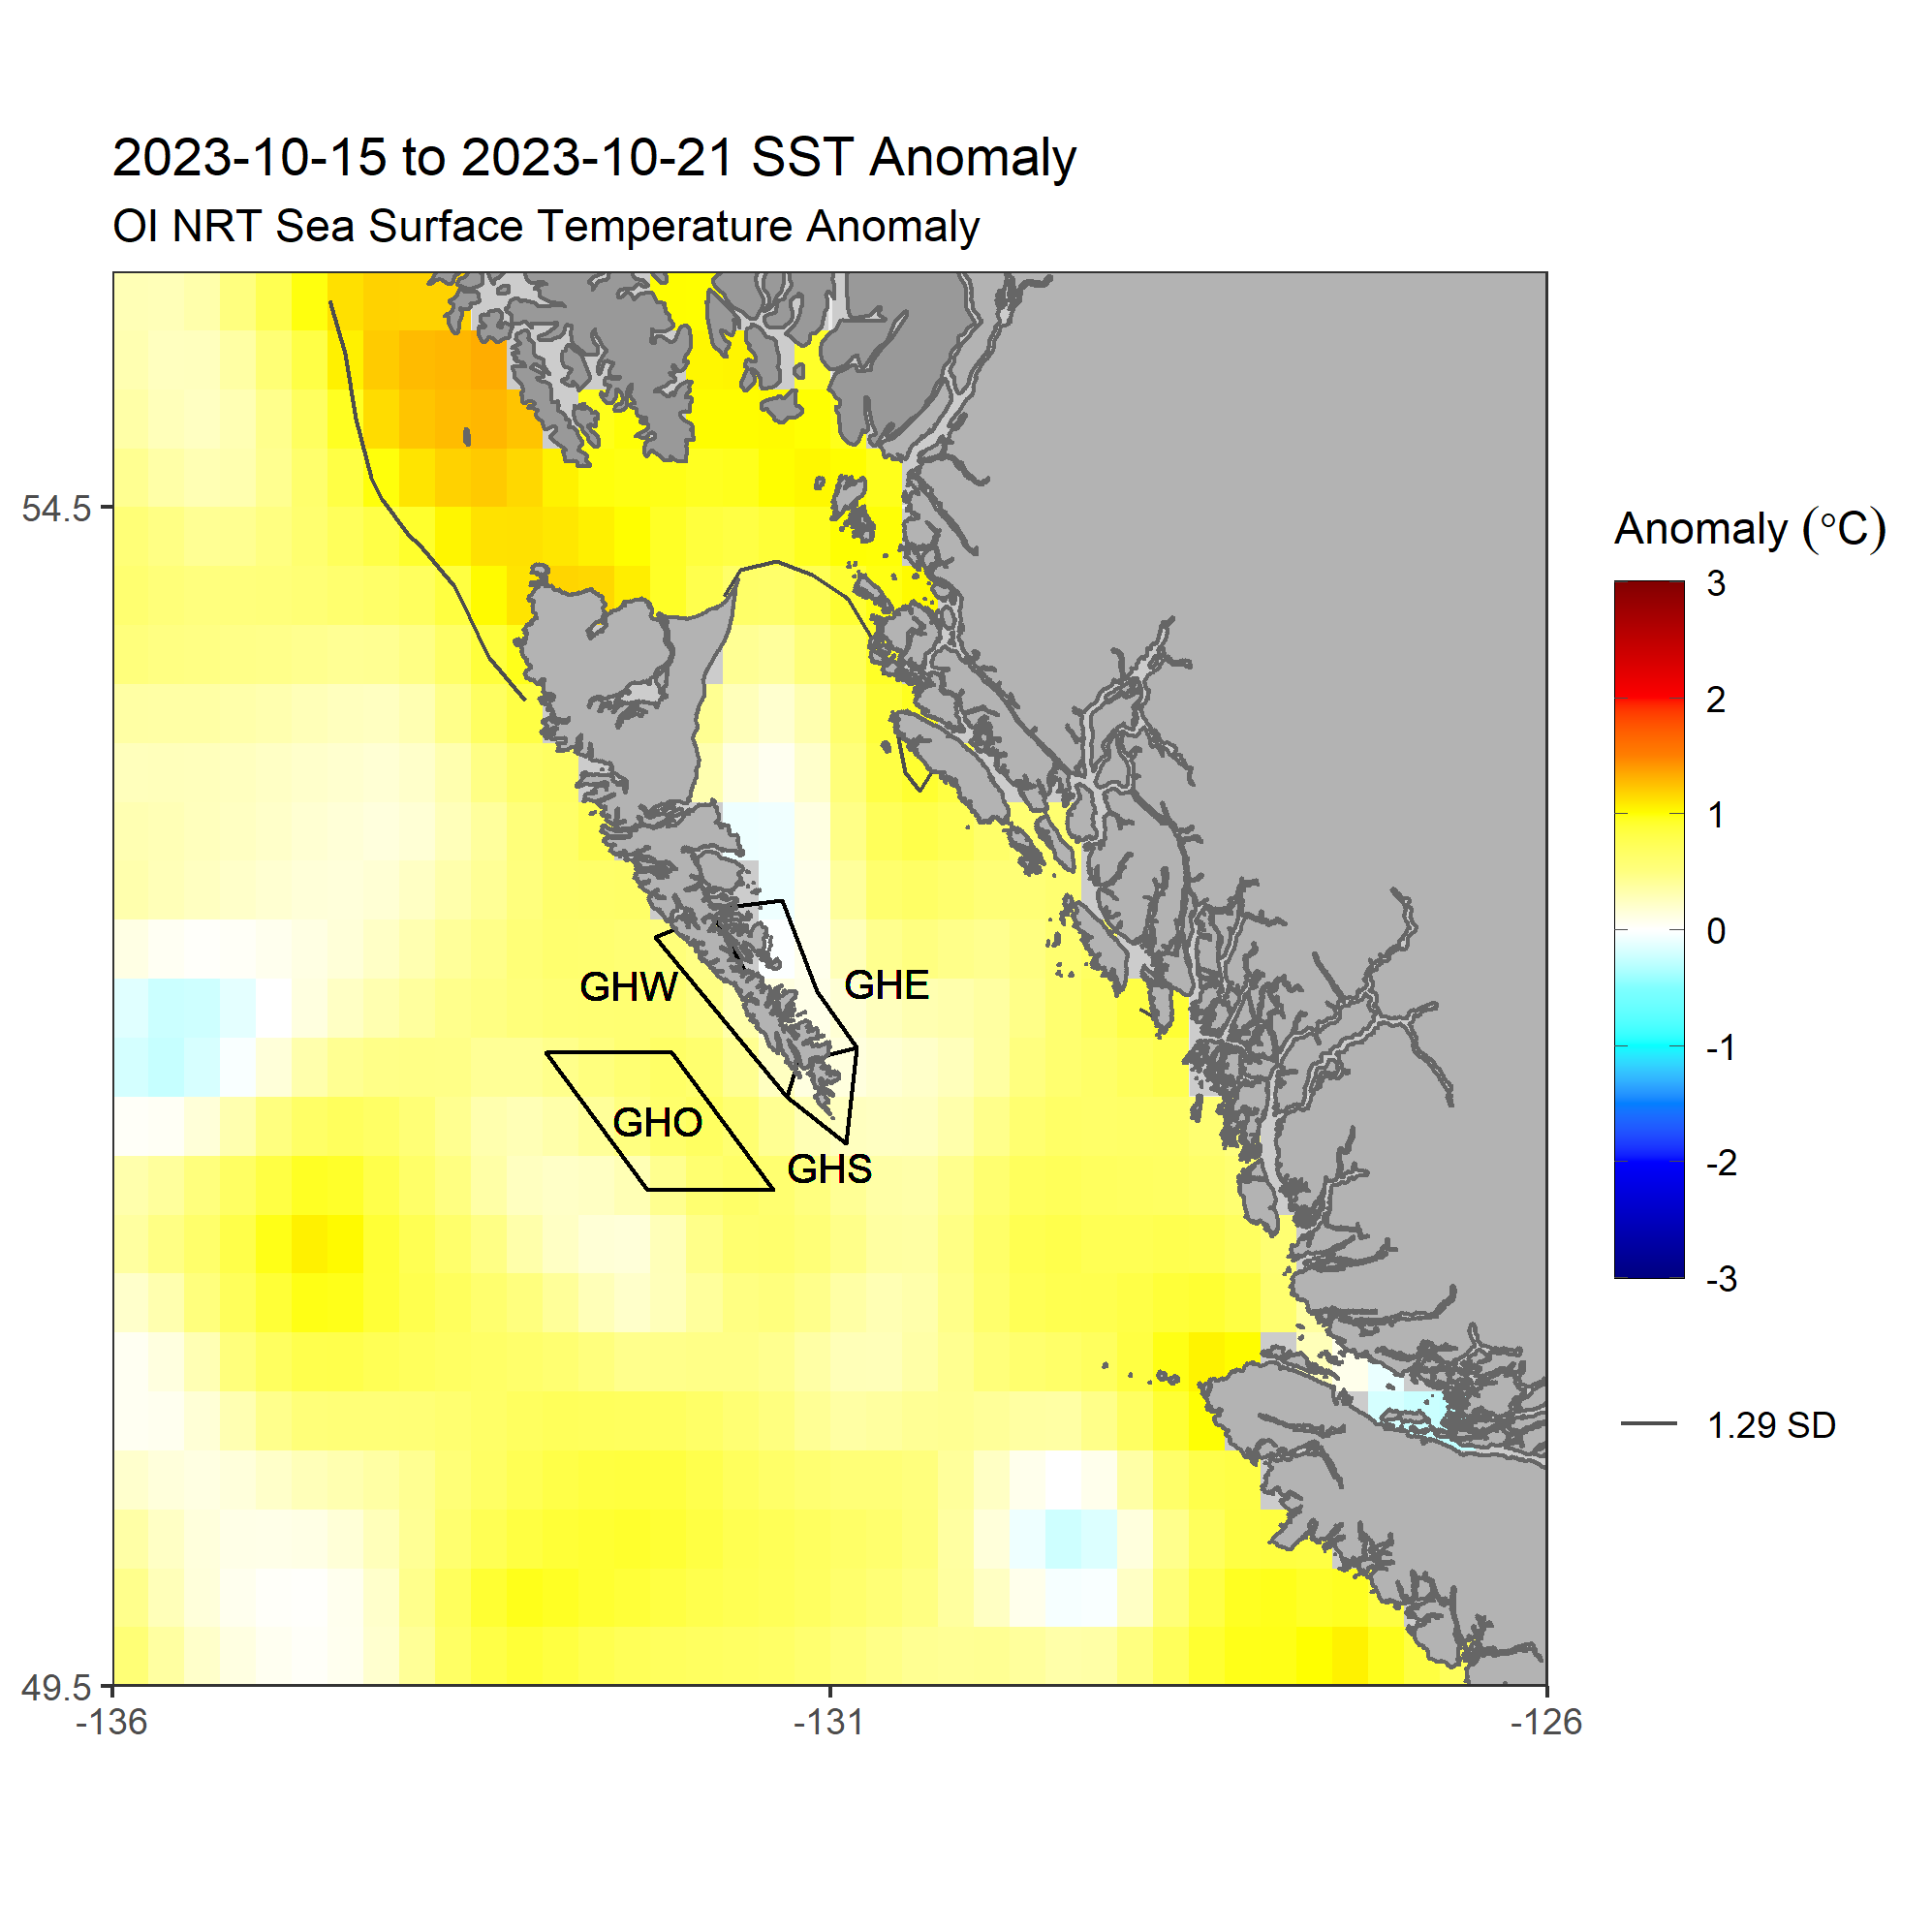 2023-10-15 to 2023-10-21 SST Anomaly
OI NRT Sea Surface Temperature Anomaly
54.5
49.5
-136
-131
-126
GHW
GHE
GHO
GHS
Anomaly (°C)
3
2
1
0
-1
-2
-3
1.29 SD